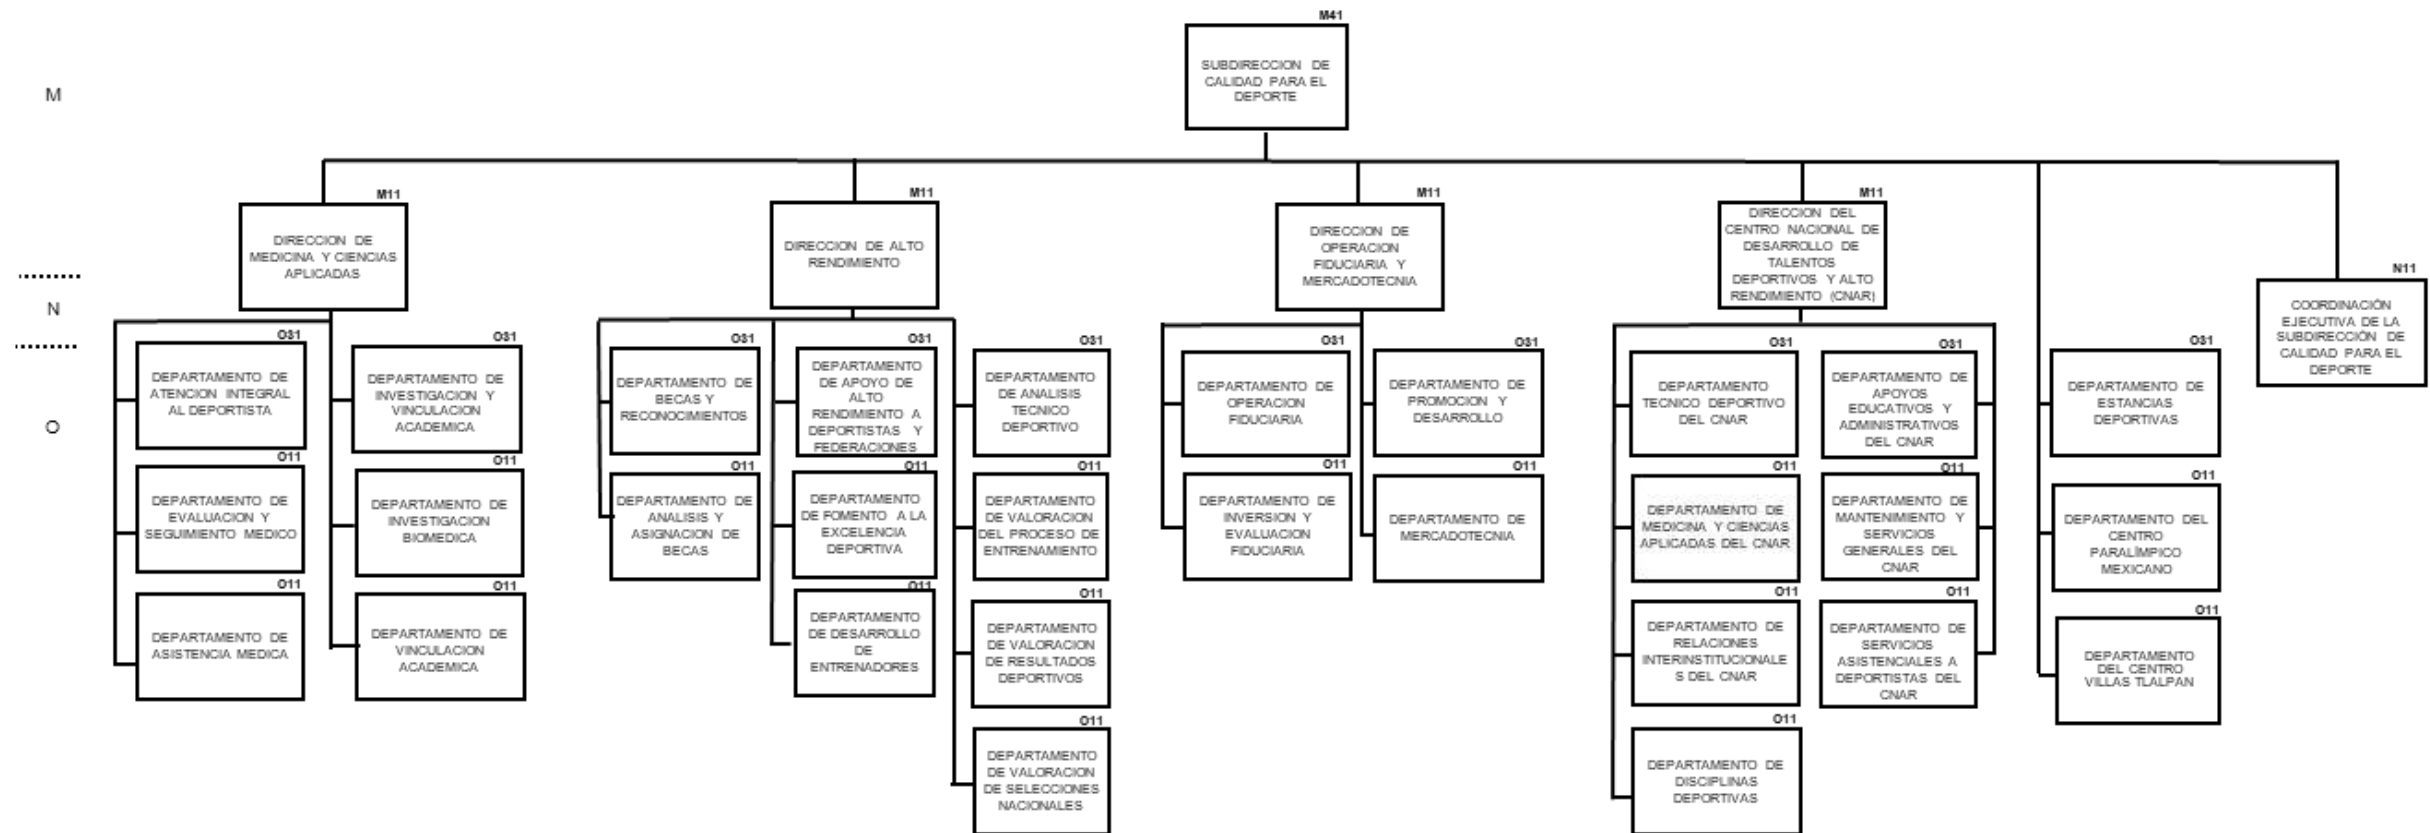 M41
SUBDIRECCION DE
CALIDAD PARA EL
DEPORTE
M
M11
DIRECCION DE
MEDICINA Y CIENCIAS
APLICADAS
M11
DIRECCION DE ALTO
RENDIMIENTO
M11
DIRECCION DE
OPERACION
FIDUCIARIA Y
MERCADOTECNIA
M11
DIRECCION DEL
CENTRO NACIONAL DE
DESARROLLO DE
TALENTOS
DEPORTIVOS Y ALTO
RENDIMIENTO (CNAR)
N11
COORDINACIÓN
EJECUTIVA DE LA
SUBDIRECCIÓN DE
CALIDAD PARA EL
DEPORTE
N
O
O31
DEPARTAMENTO DE
ATENCION INTEGRAL
AL DEPORTISTA
O11
DEPARTAMENTO DE
EVALUACION Y
SEGUIMIENTO MEDICO
O11
DEPARTAMENTO DE
ASISTENCIA MEDICA
O31
DEPARTAMENTO DE
INVESTIGACION Y
VINCULACION
ACADEMICA
O11
DEPARTAMENTO DE
INVESTIGACION
BIOMEDICA
O11
DEPARTAMENTO DE
VINCULACION
ACADEMICA
O31
DEPARTAMENTO DE
BECAS Y
RECONOCIMIENTOS
O11
DEPARTAMENTO DE
ANALISIS Y
ASIGNACION DE
BECAS
O31
DEPARTAMENTO
DE APOYO DE
ALTO
RENDIMIENTO A
DEPORTISTAS Y
FEDERACIONES
O11
DEPARTAMENTO
DE FOMENTO A LA
EXCELENCIA
DEPORTIVA
O11
DEPARTAMENTO
DE DESARROLLO
DE
ENTRENADORES
O31
DEPARTAMENTO
DE ANALISIS
TECNICO
DEPORTIVO
O11
DEPARTAMENTO
DE VALORACION
DEL PROCESO DE
ENTRENAMIENTO
O11
DEPARTAMENTO
DE VALORACION
DE RESULTADOS
DEPORTIVOS
O11
DEPARTAMENTO
DE VALORACION
DE SELECCIONES
NACIONALES
O31
DEPARTAMENTO DE
OPERACION
FIDUCIARIA
O11
DEPARTAMENTO DE
INVERSION Y
EVALUACION
FIDUCIARIA
O31
DEPARTAMENTO DE
PROMOCION Y
DESARROLLO
O11
DEPARTAMENTO DE
MERCADOTECNIA
O31
DEPARTAMENTO
TECNICO DEPORTIVO
DEL CNAR
O11
DEPARTAMENTO DE
MEDICINA Y CIENCIAS
APLICADAS DEL CNAR
O11
DEPARTAMENTO DE
RELACIONES
INTERINSTITUCIONALE
S DEL CNAR
O11
DEPARTAMENTO DE
DISCIPLINAS
DEPORTIVAS
O31
DEPARTAMENTO DE
APOYOS
EDUCATIVOS Y
ADMINISTRATIVOS
DEL CNAR
O11
DEPARTAMENTO DE
MANTENIMIENTO Y
SERVICIOS
GENERALES DEL
CNAR
O11
DEPARTAMENTO DE
SERVICIOS
ASISTENCIALES A
DEPORTISTAS DEL
CNAR
O31
DEPARTAMENTO DE
ESTANCIAS
DEPORTIVAS
O11
DEPARTAMENTO DEL
CENTRO
PARALÍMPICO
MEXICANO
O11
DEPARTAMENTO
DEL CENTRO
VILLAS TLALPAN